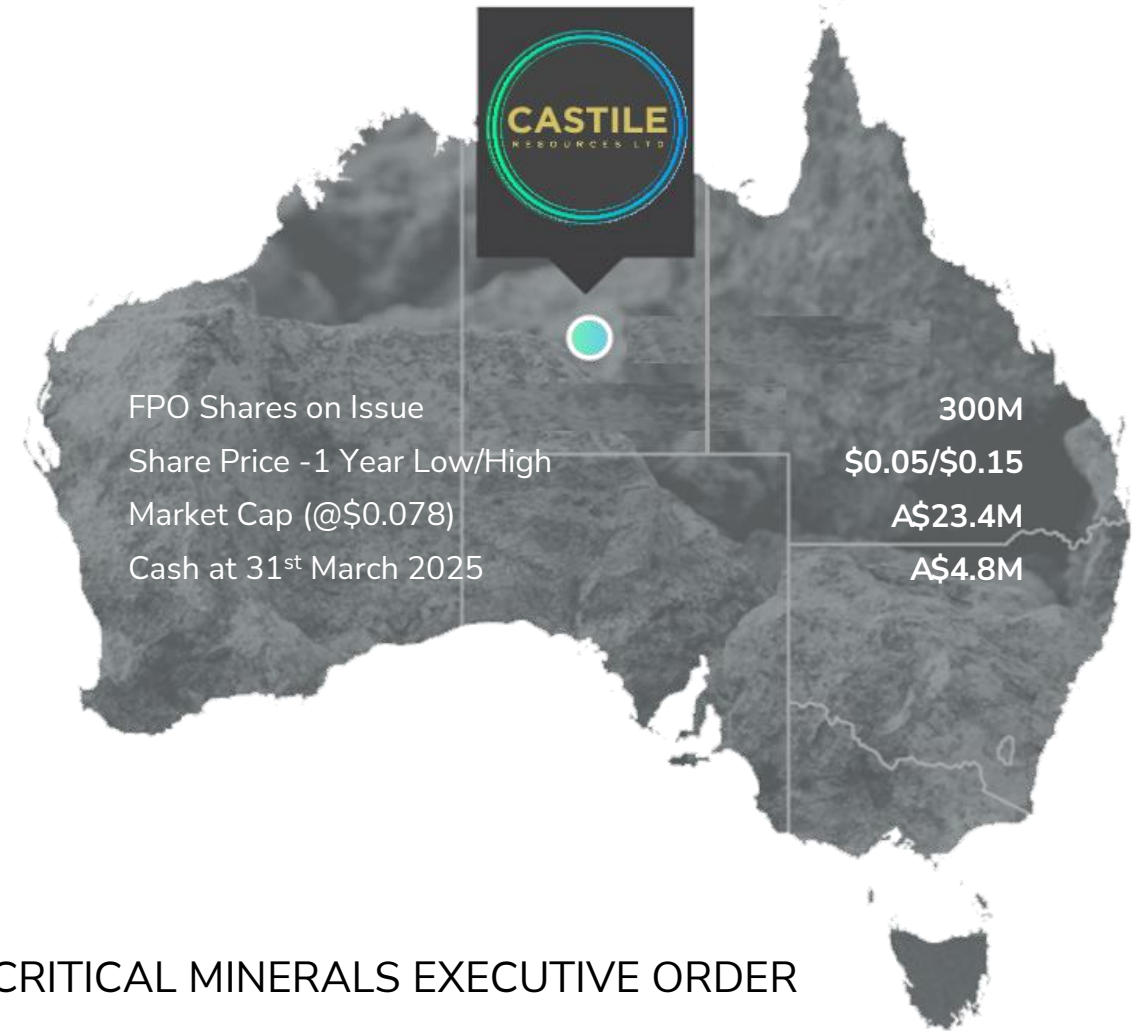 CASTILE
RESOURCES LTD
FPO Shares on Issue 300M
Share Price -1 Year Low/High $0.05/$0.15
Market Cap (@$0.078) A$23.4M
Cash at 31st March 2025 A$4.8M
CRITICAL MINERALS EXECUTIVE ORDER